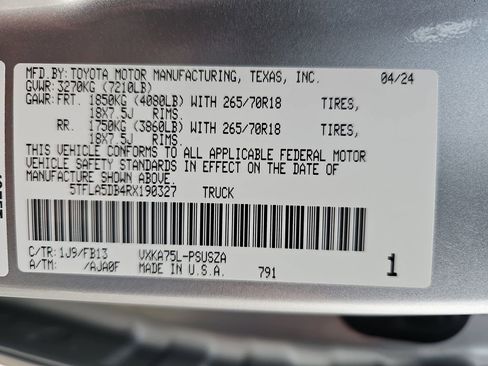 MFD.BY:TOYOTA MOTOR MANUFACTURING, TEXAS, INC. 04/24
GVWR:3270KG (7210LB)
GAWR:FRT. 1850KG (4080LB) WITH 265/70R18 TIRES,
18X7.5J RIMS.
RR. 1750KG (3860LB) WITH 265/70R18 TIRES,
18X7.5J RIMS.
THIS VEHICLE CONFORMS TO ALL APPLICABLE FEDERAL MOTOR
VEHICLE SAFETY STANDARDS IN EFFECT ON THE DATE OF
MANUFACTURE SHOWN ABOVE.
5TFLA5DB4RX190327 TRUCK
C/TR:1J9/FB13 VXKA75L-PSUSZA
A/TM: /AJA0F MADE IN U.S.A. 791 1